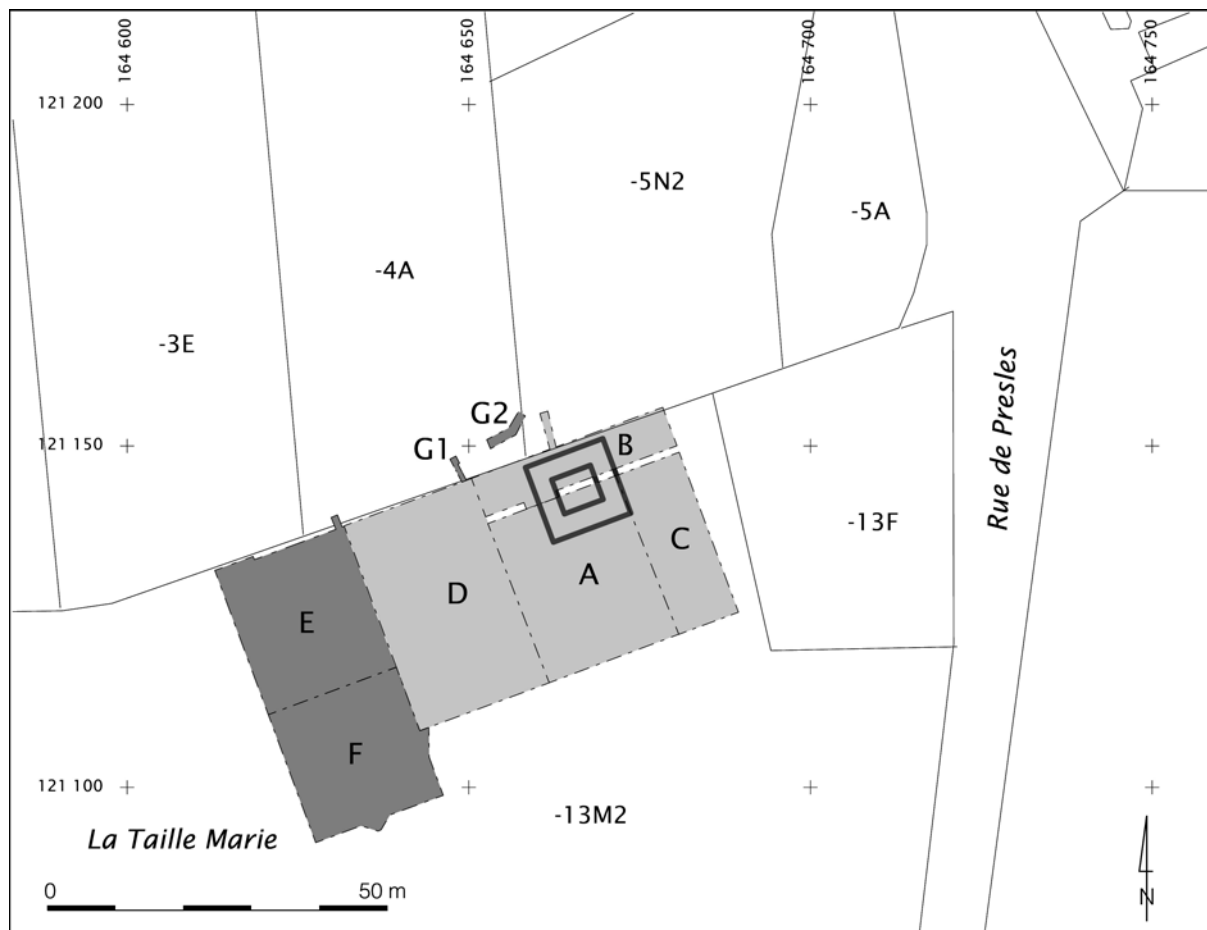 164 600
164 650
164 700
164 750
121 200
-5N2
-5A
-4A
-3E
Rue de Presles
G2
121 150
G1
B
-13F
C
A
D
E
F
121 100
-13M2
La Taille Marie
0 50 m
N